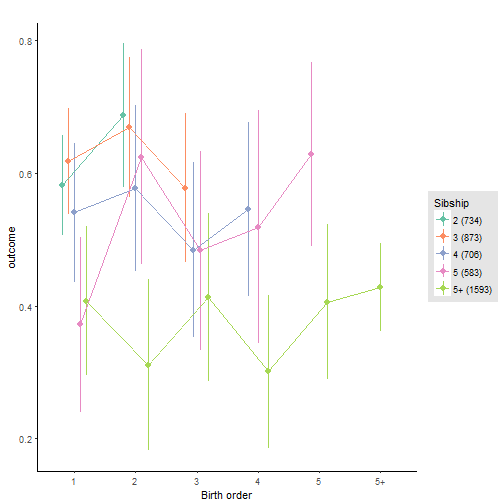 0.8
0.6
0.4
0.2
outcome
1 2 3 4 5 5+
Birth order
Sibship
2 (734)
3 (873)
4 (706)
5 (583)
5+ (1593)